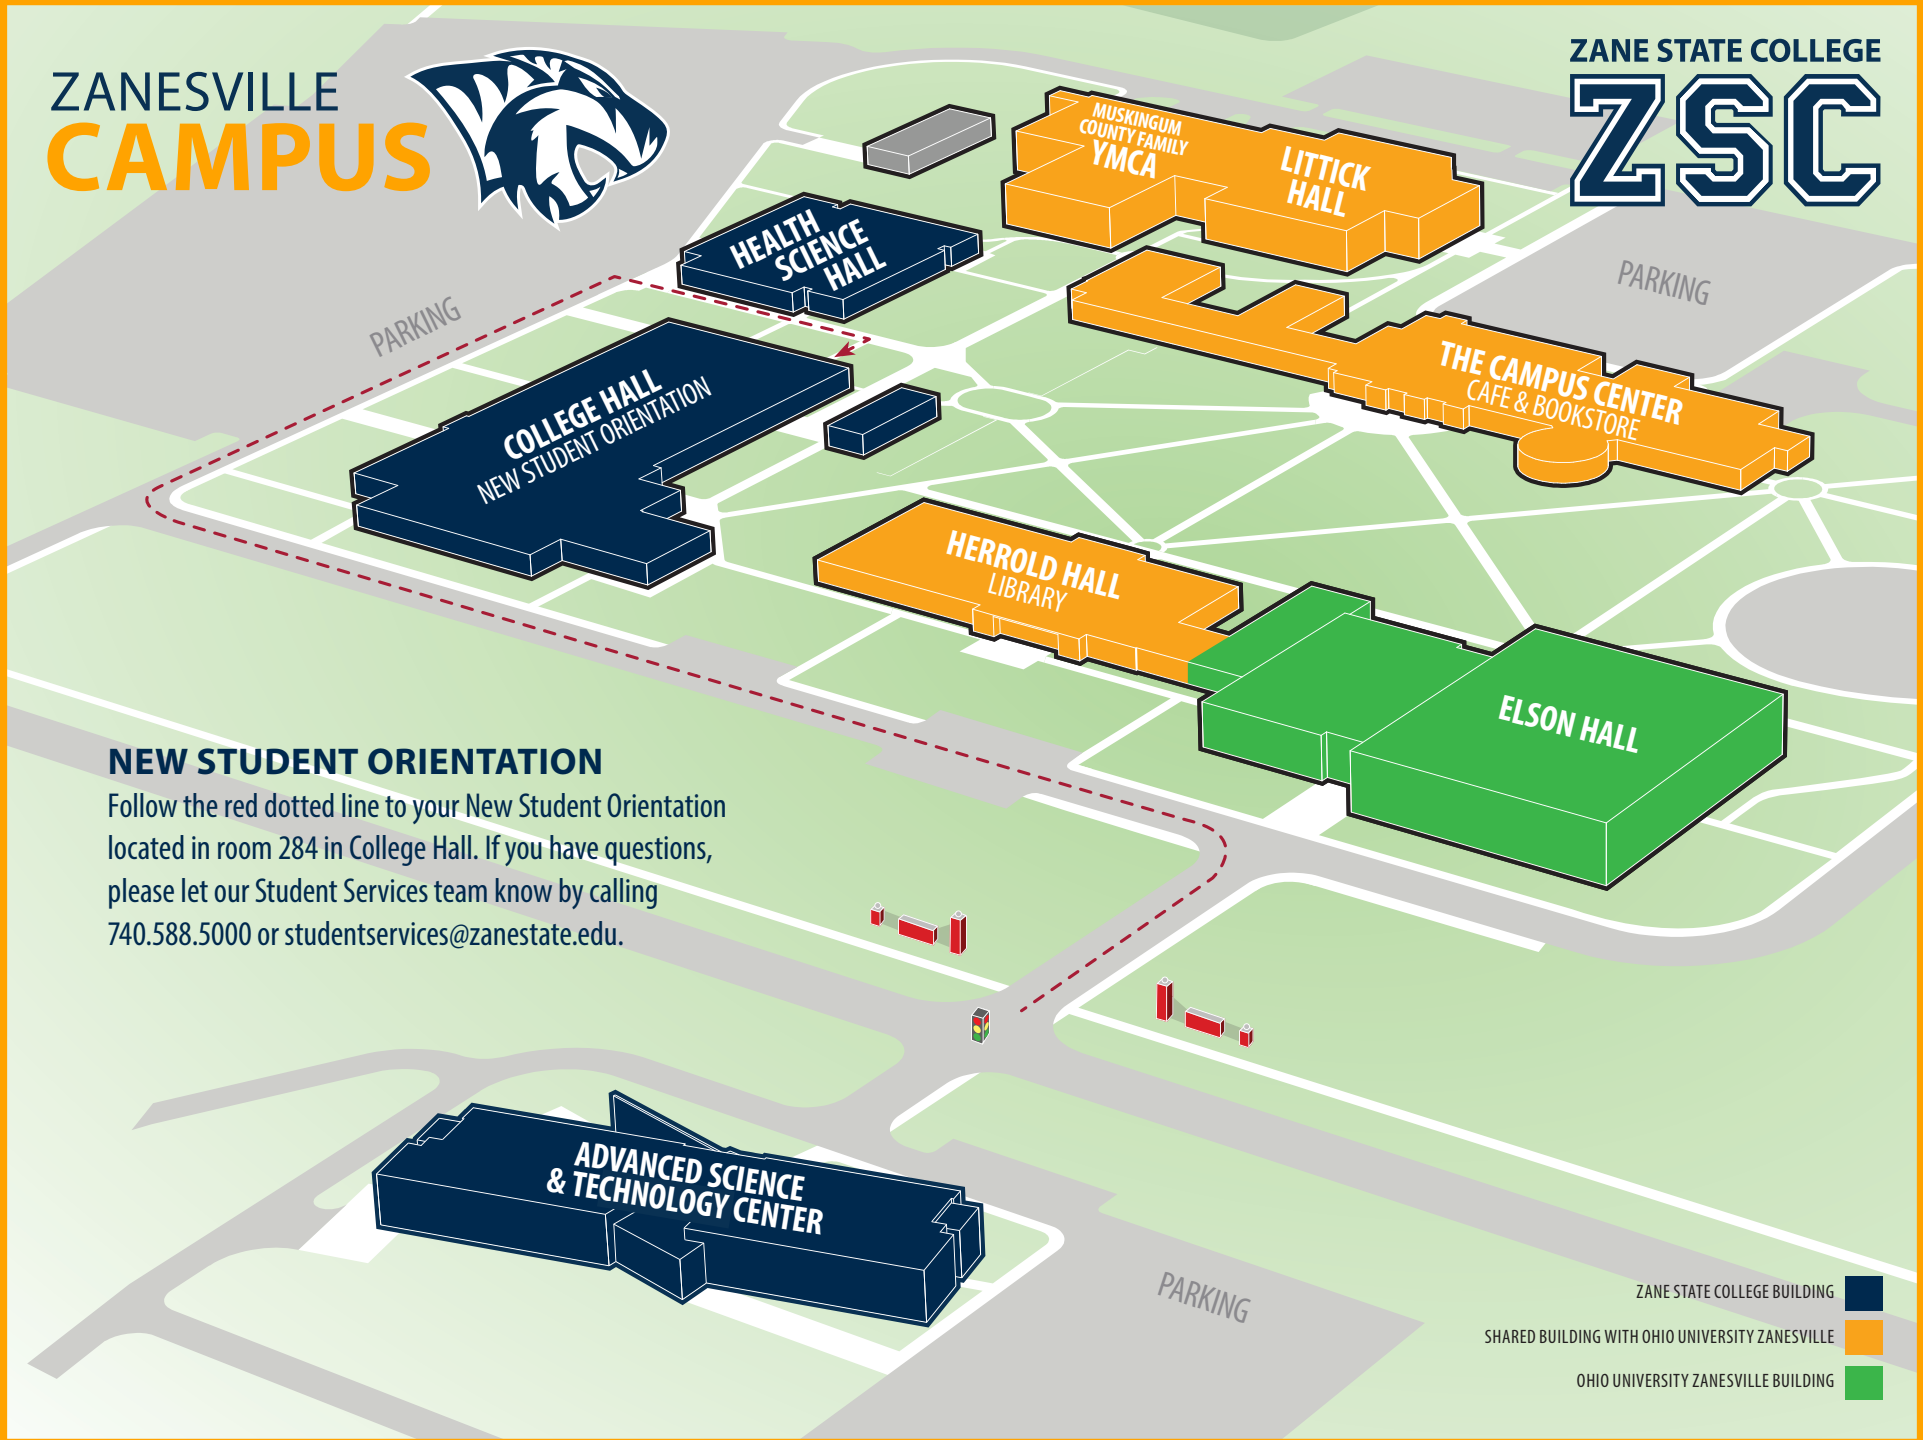 ZANESVILLE
CAMPUS
ZANE STATE COLLEGE
ZSC
MUSKINGUM
COUNTY FAMILY
YMCA
LITTICK
HALL
HEALTH
SCIENCE
HALL
PARKING
PARKING
THE CAMPUS CENTER
CAFE & BOOKSTORE
COLLEGE HALL
NEW STUDENT ORIENTATION
HERROLD HALL
LIBRARY
ELSON HALL
NEW STUDENT ORIENTATION
Follow the red dotted line to your New Student Orientation
located in room 284 in College Hall. If you have questions,
please let our Student Services team know by calling
740.588.5000 or studentservices@zanestate.edu.
ADVANCED SCIENCE
& TECHNOLOGY CENTER
PARKING
ZANE STATE COLLEGE BUILDING
SHARED BUILDING WITH OHIO UNIVERSITY ZANESVILLE
OHIO UNIVERSITY ZANESVILLE BUILDING